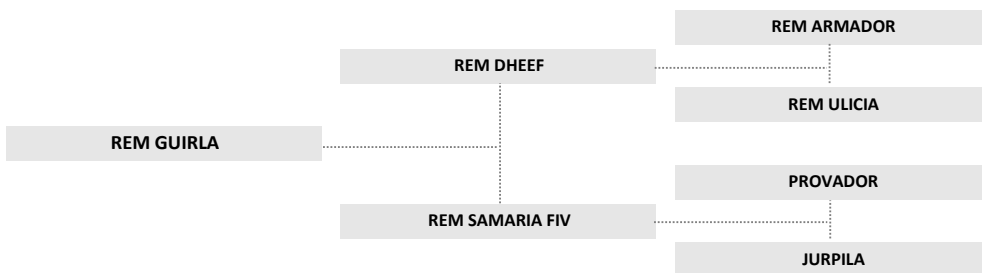 REM ARMADOR
REM DHEEF
REM ULICIA
REM GUIRLA
PROVADOR
REM SAMARIA FIV
JURPILA